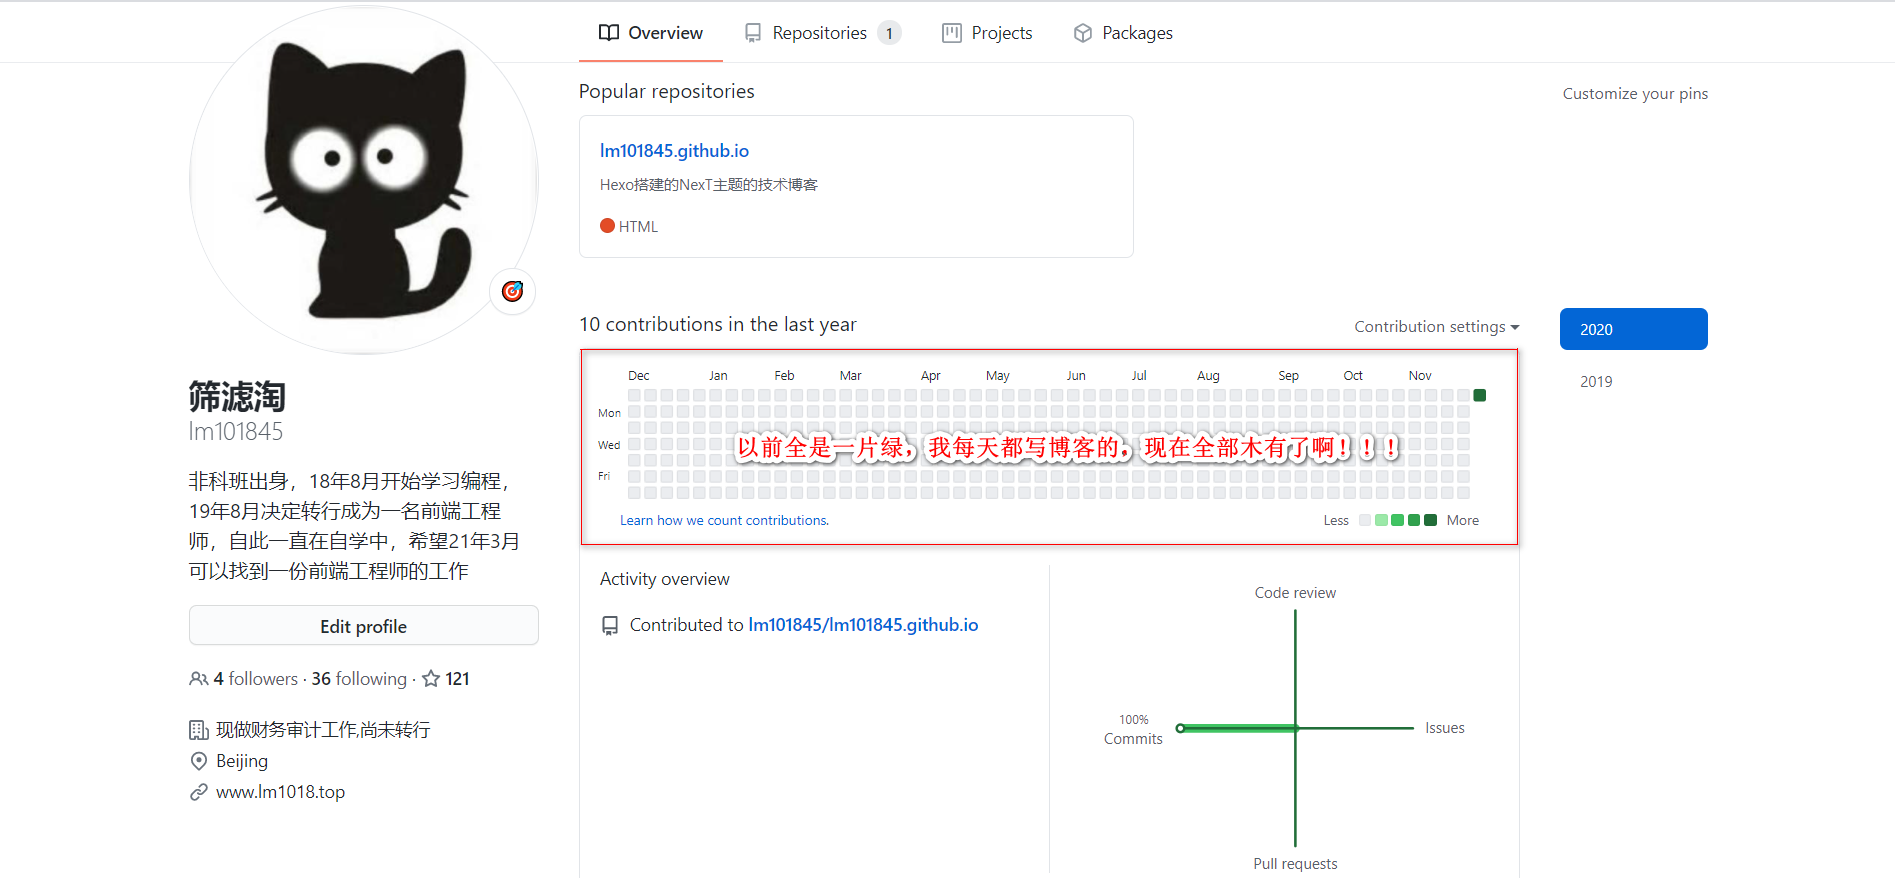 Overview
Repositories 1
Projects
Packages
Popular repositories
Customize your pins
lm101845.github.io
Hexo搭建的NexT主题的技术博客
HTML
10 contributions in the last year
Contribution settings
2020
2019
Dec Jan Feb Mar Apr May Jun Jul Aug Sep Oct Nov
Mon
Wed
Fri
以前全是一片绿，我每天都写博客的，现在全部木有了啊！！！
Learn how we count contributions.
Less More
筛滤淘
lm101845
非科班出身，18年8月开始学习编程，
19年8月决定转行成为一名前端工程
师，自此一直在自学中，希望21年3月
可以找到一份前端工程师的工作
Edit profile
4 followers · 36 following · 121
现做财务审计工作,尚未转行
Beijing
www.lm1018.top
Activity overview
Contributed to lm101845/lm101845.github.io
Code review
100%
Commits
Issues
Pull requests